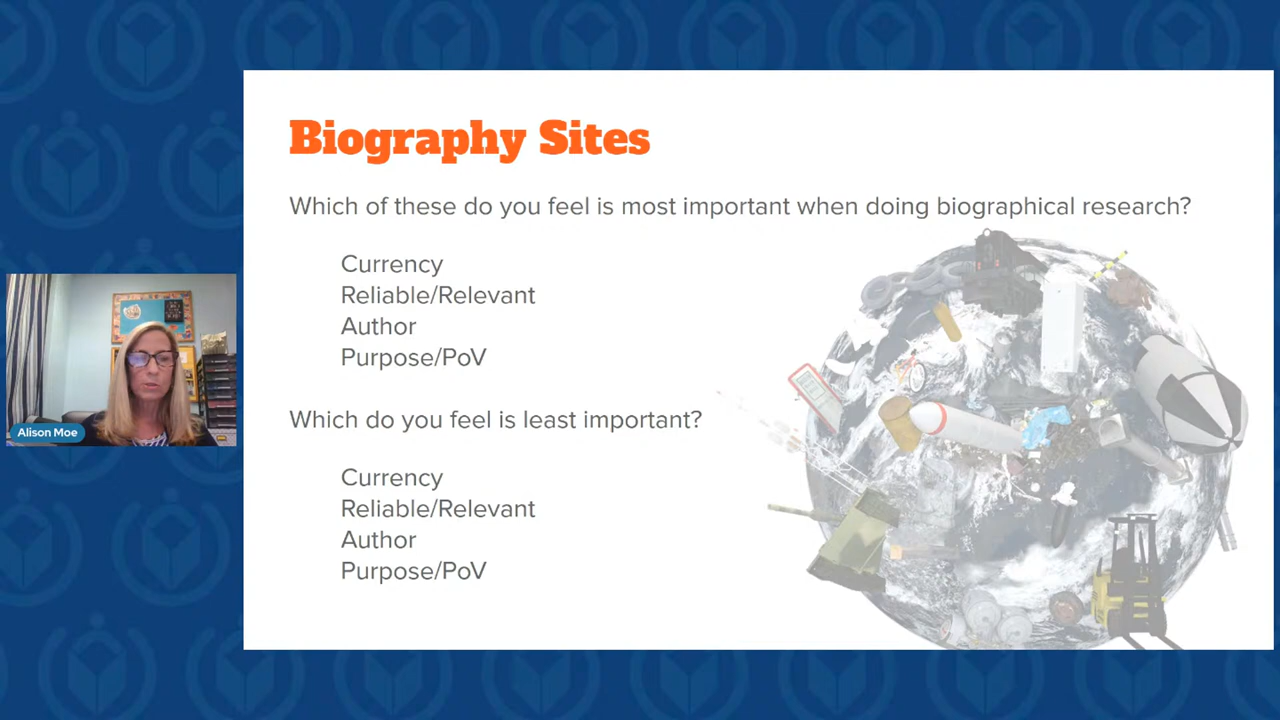 Biography Sites
Which of these do you feel is most important when doing biographical research?
Currency
Reliable/Relevant
Author
Purpose/PoV
Which do you feel is least important?
Currency
Reliable/Relevant
Author
Purpose/PoV
Alison Moe